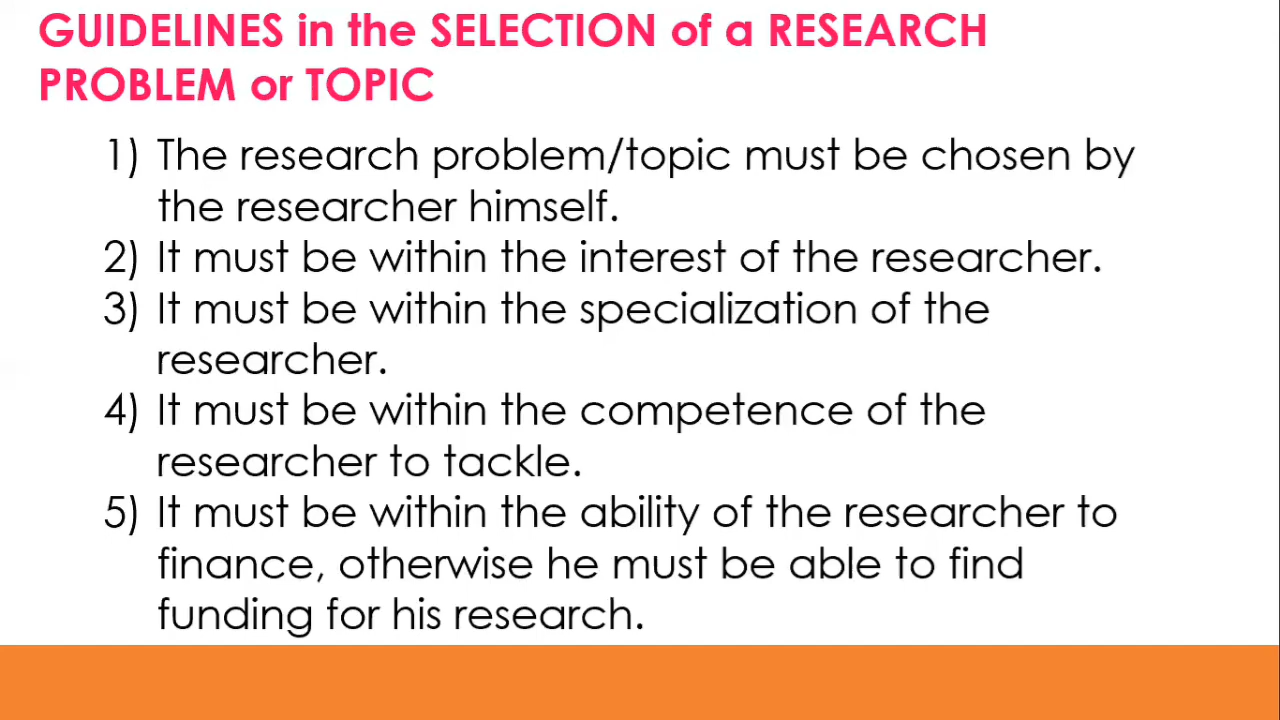 GUIDELINES in the SELECTION of a RESEARCH
PROBLEM or TOPIC
1) The research problem/topic must be chosen by
the researcher himself.
2) It must be within the interest of the researcher.
3) It must be within the specialization of the
researcher.
4) It must be within the competence of the
researcher to tackle.
5) It must be within the ability of the researcher to
finance, otherwise he must be able to find
funding for his research.